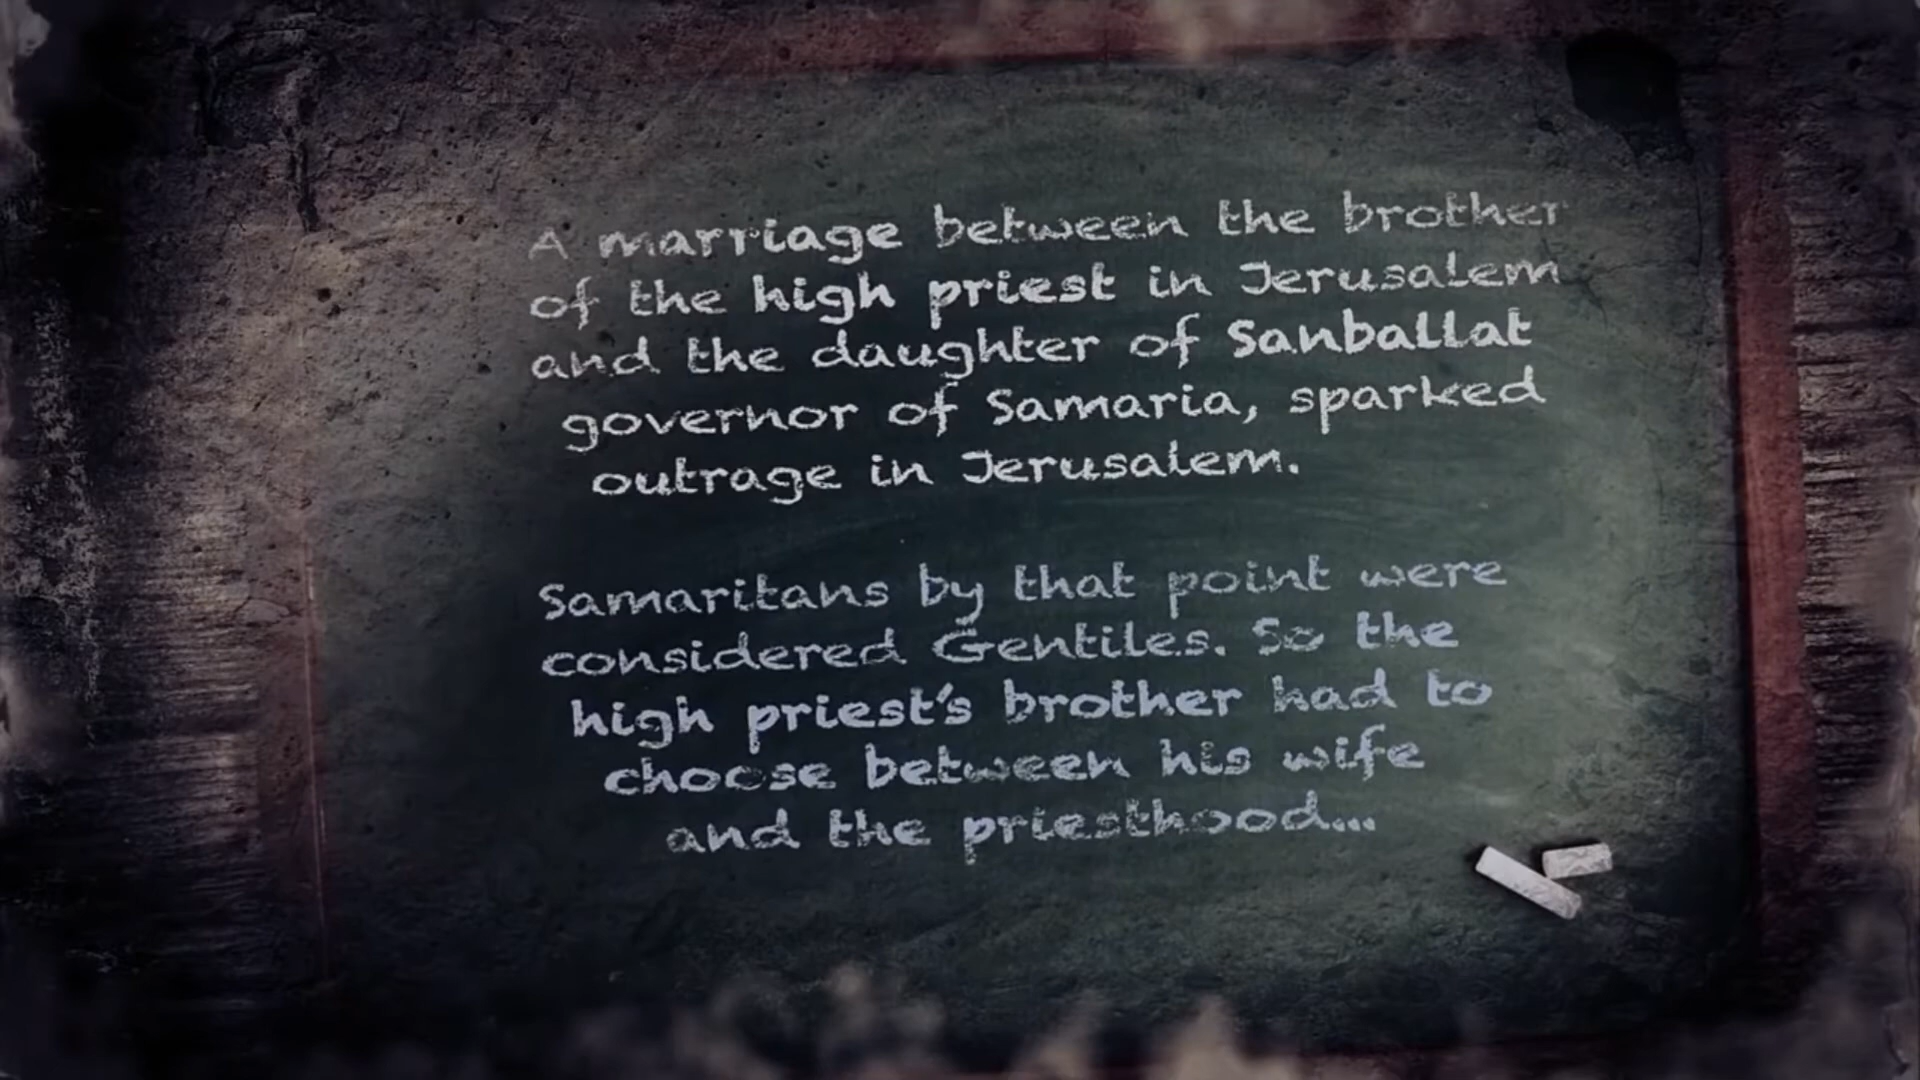 A marriage between the brother
of the high priest in Jerusalem
and the daughter of Sanballat
governor of Samaria, sparked
outrage in Jerusalem.
Samaritans by that point were
considered Gentiles. So the
high priest's brother had to
choose between his wife
and the priesthood...